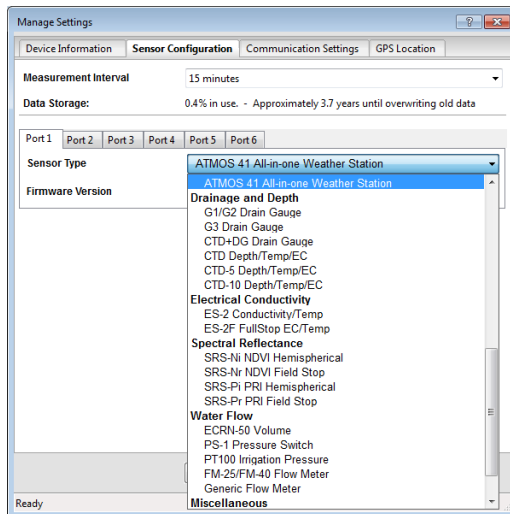 Manage Settings
?
Device Information Sensor Configuration Communication Settings GPS Location
Measurement Interval 15 minutes
Data Storage: 0.4% in use. - Approximately 3.7 years until overwriting old data
Port 1 Port 2 Port 3 Port 4 Port 5 Port 6
Sensor Type ATMOS 41 All-in-one Weather Station
Firmware Version
ATMOS 41 All-in-one Weather Station
Drainage and Depth
G1/G2 Drain Gauge
G3 Drain Gauge
CTD+DG Drain Gauge
CTD Depth/Temp/EC
CTD-5 Depth/Temp/EC
CTD-10 Depth/Temp/EC
Electrical Conductivity
ES-2 Conductivity/Temp
ES-2F FullStop EC/Temp
Spectral Reflectance
SRS-Ni NDVI Hemispherical
SRS-Nr NDVI Field Stop
SRS-Pi PRI Hemispherical
SRS-Pr PRI Field Stop
Water Flow
ECRN-50 Volume
PS-1 Pressure Switch
PT100 Irrigation Pressure
FM-25/FM-40 Flow Meter
Generic Flow Meter
Miscellaneous
Ready